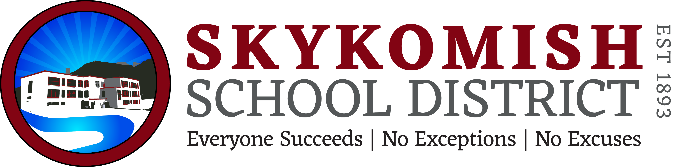 SKYKOMISH
SCHOOL DISTRICT
Everyone Succeeds | No Exceptions | No Excuses
EST 1893